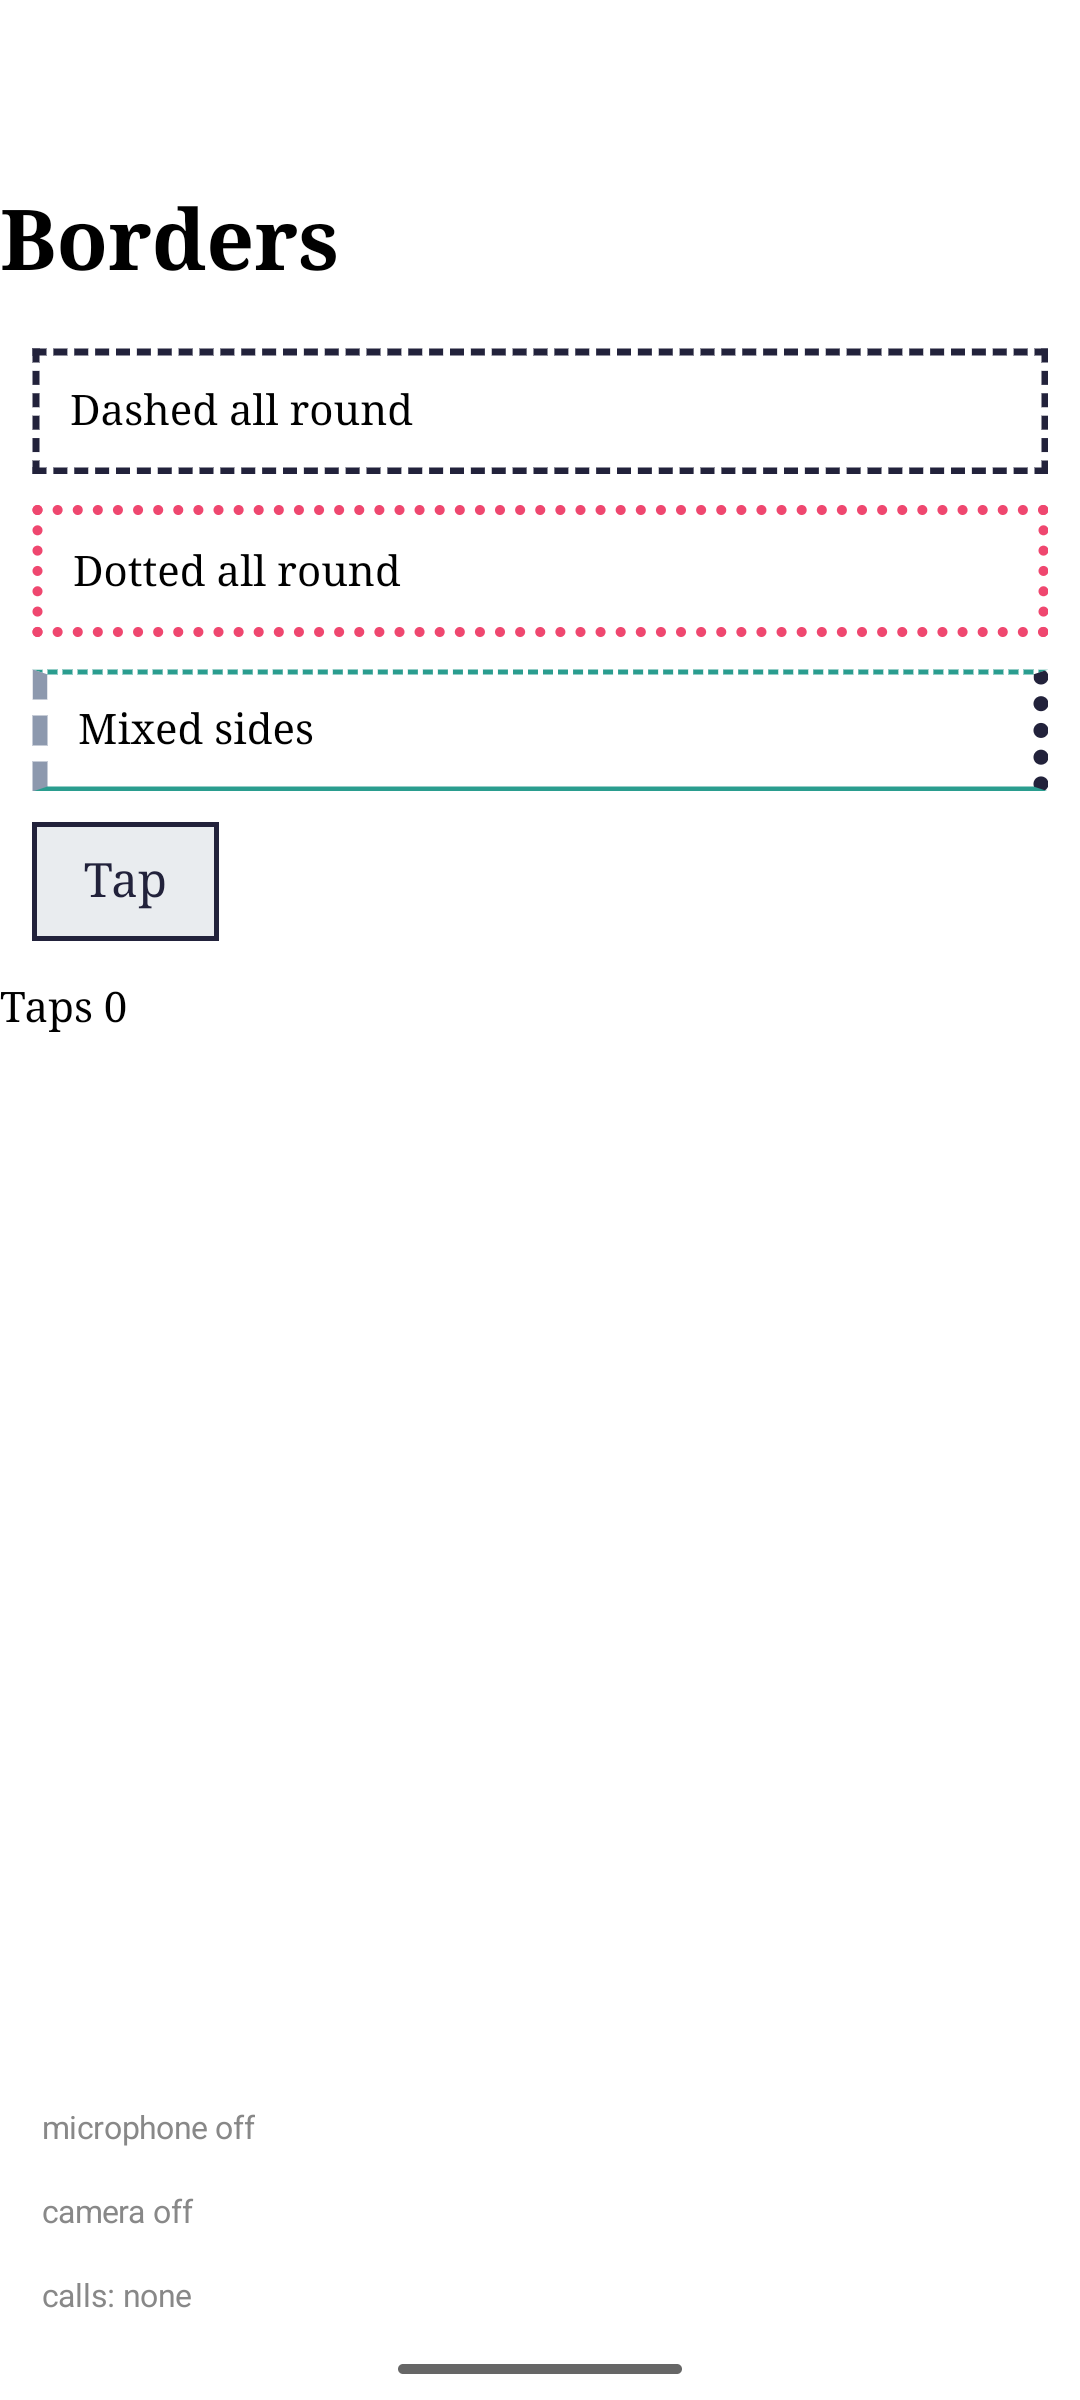 Borders
Dashed all round
Dotted all round
Mixed sides
Tap
Taps 0
microphone off
camera off
calls: none